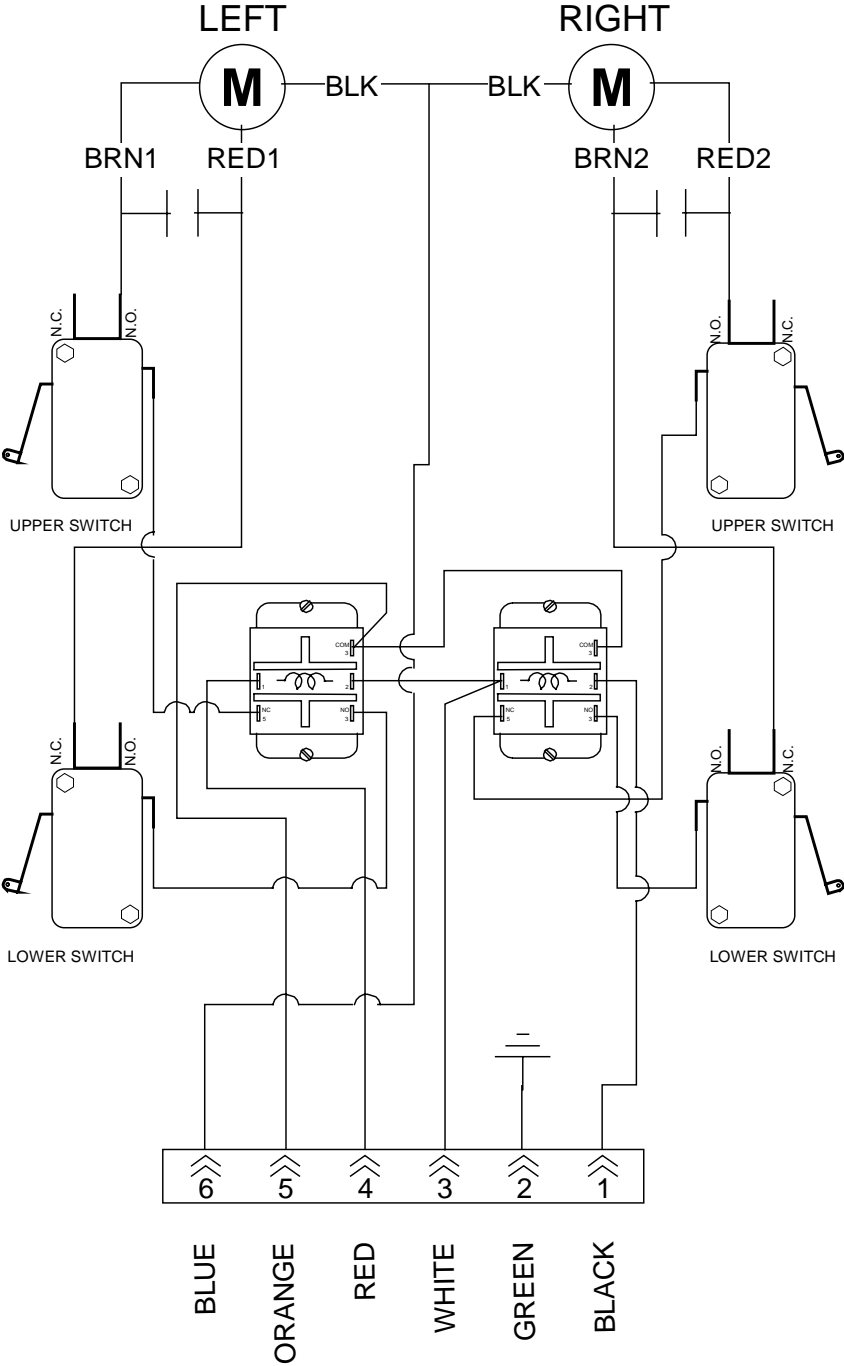 LEFT
RIGHT
M
BLK
BLK
M
BRN1
RED1
BRN2
RED2
N.C.
N.O.
N.O.
N.C.
UPPER SWITCH
UPPER SWITCH
COM
3
1
2
NC
5
NO
3
COM
3
1
2
NC
5
NO
3
N.C.
N.O.
N.O.
N.C.
LOWER SWITCH
LOWER SWITCH
6
5
4
3
2
1
BLUE
ORANGE
RED
WHITE
GREEN
BLACK